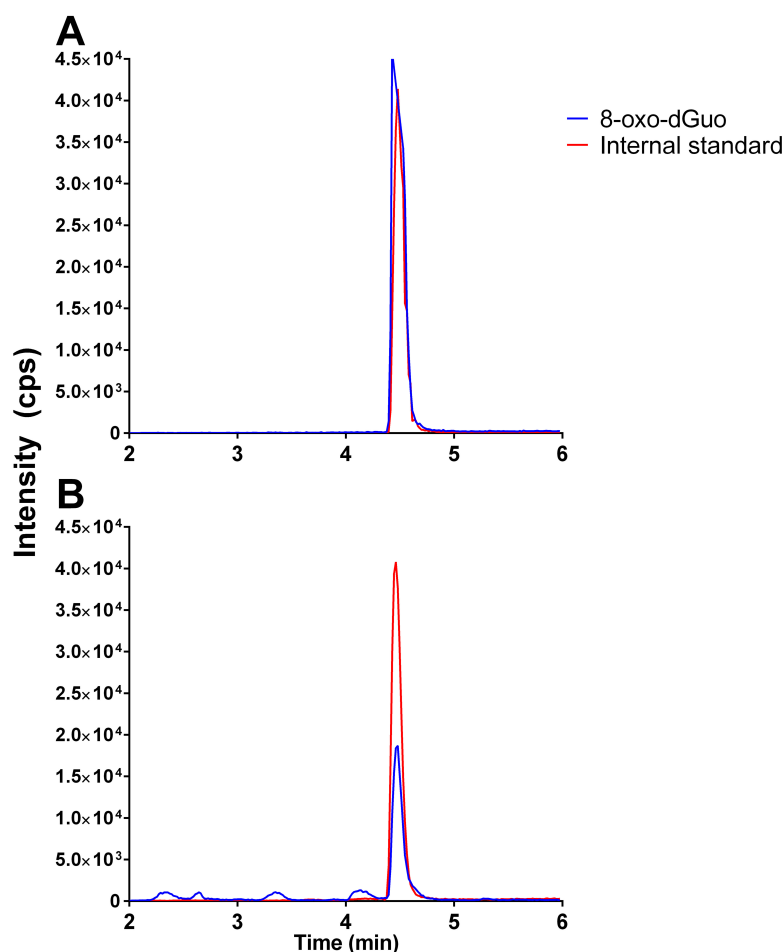 A
4.5×10⁴
4.0×10⁴
3.5×10⁴
3.0×10⁴
2.5×10⁴
2.0×10⁴
1.5×10⁴
1.0×10⁴
5.0×10³
0
2 3 4 5 6
8-oxo-dGuo
Internal standard
Intensity (cps)
B
4.5×10⁴
4.0×10⁴
3.5×10⁴
3.0×10⁴
2.5×10⁴
2.0×10⁴
1.5×10⁴
1.0×10⁴
5.0×10³
0
2 3 4 5 6
Time (min)